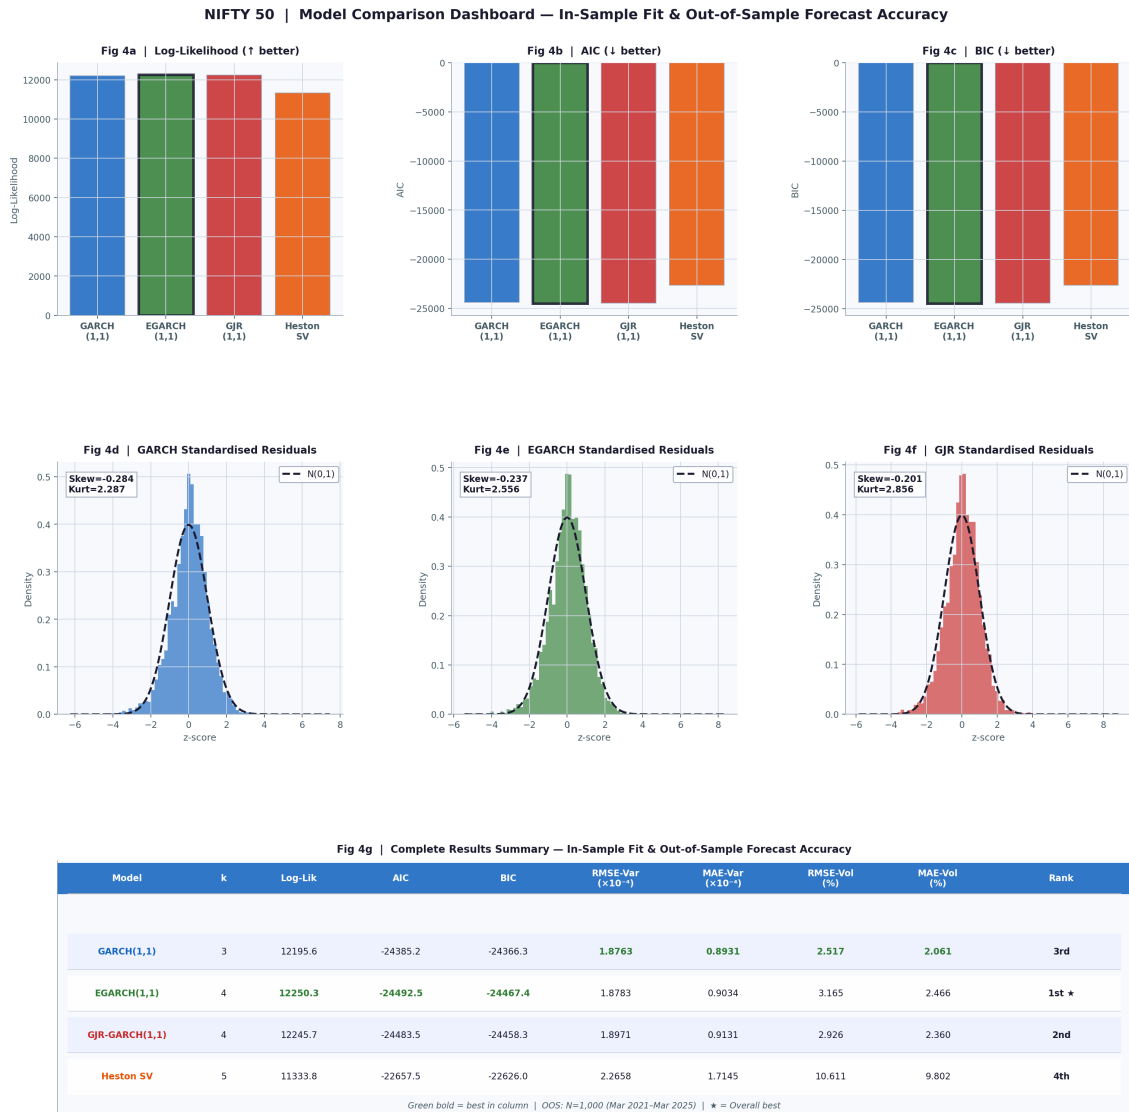 NIFTY 50 | Model Comparison Dashboard — In-Sample Fit & Out-of-Sample Forecast Accuracy
Fig 4a | Log-Likelihood (↑ better)
Log-Likelihood
12000
10000
8000
6000
4000
2000
0
GARCH
(1,1)
EGARCH
(1,1)
GJR
(1,1)
Heston
SV
Fig 4b | AIC (↓ better)
AIC
0
−5000
−10000
−15000
−20000
−25000
GARCH
(1,1)
EGARCH
(1,1)
GJR
(1,1)
Heston
SV
Fig 4c | BIC (↓ better)
BIC
0
−5000
−10000
−15000
−20000
−25000
GARCH
(1,1)
EGARCH
(1,1)
GJR
(1,1)
Heston
SV
Fig 4d | GARCH Standardised Residuals
Skew=-0.284
Kurt=2.287
N(0,1)
Density
0.5
0.4
0.3
0.2
0.1
0.0
−6 −4 −2 0 2 4 6 8
z-score
Fig 4e | EGARCH Standardised Residuals
Skew=-0.237
Kurt=2.556
N(0,1)
Density
0.5
0.4
0.3
0.2
0.1
0.0
−6 −4 −2 0 2 4 6 8
z-score
Fig 4f | GJR Standardised Residuals
Skew=-0.201
Kurt=2.856
N(0,1)
Density
0.5
0.4
0.3
0.2
0.1
0.0
−6 −4 −2 0 2 4 6 8
z-score
Fig 4g | Complete Results Summary — In-Sample Fit & Out-of-Sample Forecast Accuracy
Model k Log-Lik AIC BIC RMSE-Var (×10⁻⁴) MAE-Var (×10⁻⁴) RMSE-Vol (%) MAE-Vol (%) Rank
GARCH(1,1) 3 12195.6 -24385.2 -24366.3 1.8763 0.8931 2.517 2.061 3rd
EGARCH(1,1) 4 12250.3 -24492.5 -24467.4 1.8783 0.9034 3.165 2.466 1st ★
GJR-GARCH(1,1) 4 12245.7 -24483.5 -24458.3 1.8971 0.9131 2.926 2.360 2nd
Heston SV 5 11333.8 -22657.5 -22626.0 2.2658 1.7145 10.611 9.802 4th
Green bold = best in column | OOS: N=1,000 (Mar 2021–Mar 2025) | ★ = Overall best